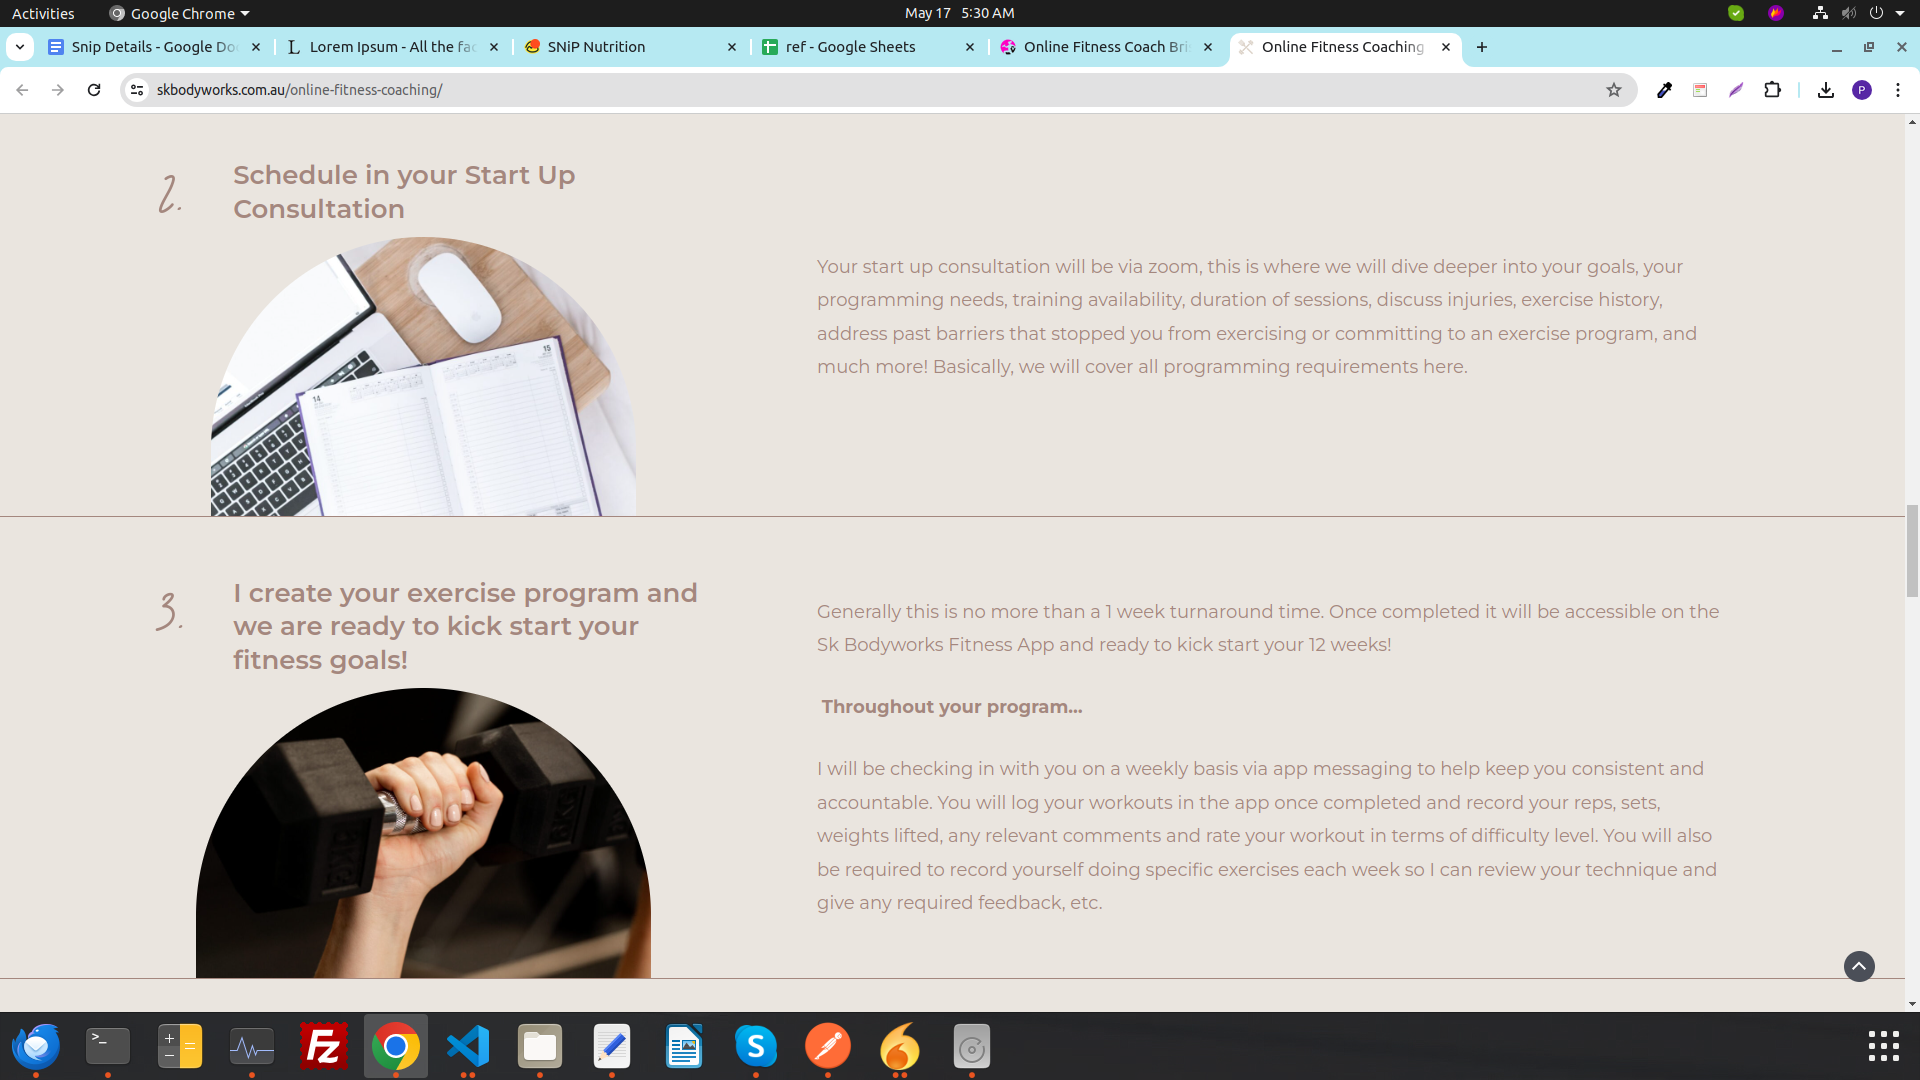 Activities
Google Chrome
May 17 5:30 AM
Snip Details - Google Do
Lorem Ipsum - All the fac
SNiP Nutrition
ref - Google Sheets
Online Fitness Coach Bri
Online Fitness Coaching
skbodyworks.com.au/online-fitness-coaching/
P
2.
Schedule in your Start Up
Consultation
14
15
Your start up consultation will be via zoom, this is where we will dive deeper into your goals, your
programming needs, training availability, duration of sessions, discuss injuries, exercise history,
address past barriers that stopped you from exercising or committing to an exercise program, and
much more! Basically, we will cover all programming requirements here.
3.
I create your exercise program and
we are ready to kick start your
fitness goals!
Generally this is no more than a 1 week turnaround time. Once completed it will be accessible on the
Sk Bodyworks Fitness App and ready to kick start your 12 weeks!
Throughout your program...
I will be checking in with you on a weekly basis via app messaging to help keep you consistent and
accountable. You will log your workouts in the app once completed and record your reps, sets,
weights lifted, any relevant comments and rate your workout in terms of difficulty level. You will also
be required to record yourself doing specific exercises each week so I can review your technique and
give any required feedback, etc.